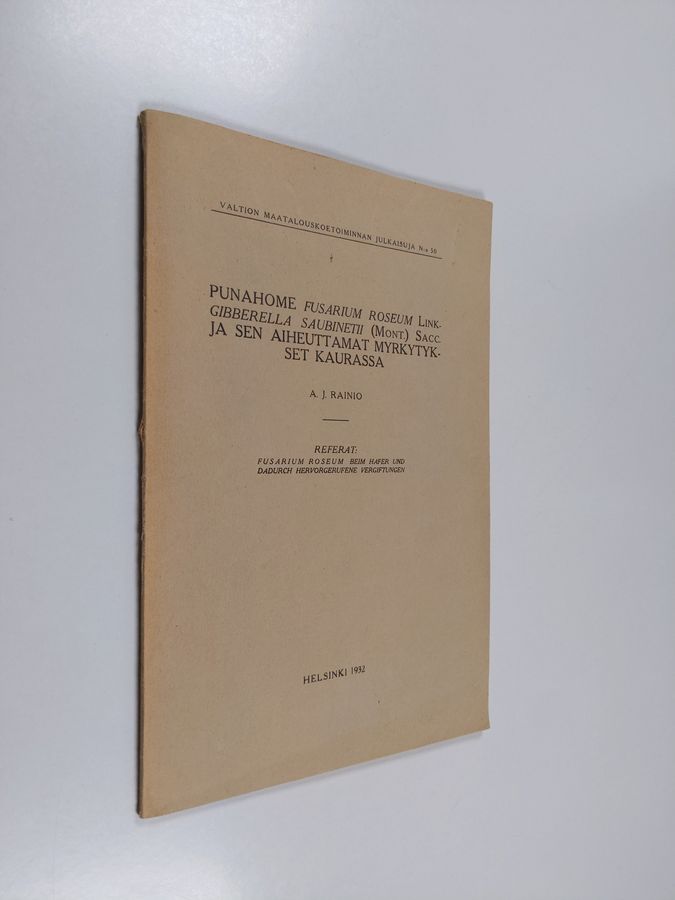 VALTION MAATALOUSKOETOIMINNAN JULKAISUJA N:o 50
PUNAHOME FUSARIUM ROSEUM LINK-
GIBBERELLA SAUBINETII (MONT.) SACC.
JA SEN AIHEUTTAMAT MYRKYTYK-
SET KAURASSA
A. J. RAINIO
REFERAT:
FUSARIUM ROSEUM BEIM HAFER UND
DADURCH HERVORGERUFENE VERGIFTUNGEN
HELSINKI 1932